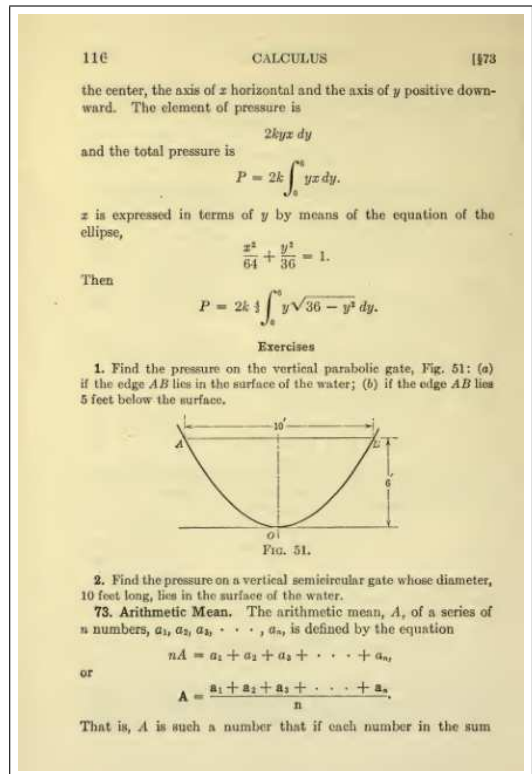 116 CALCULUS [§73
the center, the axis of x horizontal and the axis of y positive down-
ward. The element of pressure is
2kyx dy
and the total pressure is
P = 2k ∫₀⁶ yx dy.
x is expressed in terms of y by means of the equation of the
ellipse,
x²/64 + y²/36 = 1.
Then
P = 2k 4/3 ∫₀⁶ y√(36 − y²) dy.
Exercises
1. Find the pressure on the vertical parabolic gate, Fig. 51: (a)
if the edge AB lies in the surface of the water; (b) if the edge AB lies
5 feet below the surface.
10′
A B
6′
O
Fig. 51.
2. Find the pressure on a vertical semicircular gate whose diameter,
10 feet long, lies in the surface of the water.
73. Arithmetic Mean. The arithmetic mean, A, of a series of
n numbers, a₁, a₂, a₃, · · · , aₙ, is defined by the equation
nA = a₁ + a₂ + a₃ + · · · + aₙ,
or
A = (a₁ + a₂ + a₃ + · · · + aₙ)/n.
That is, A is such a number that if each number in the sum